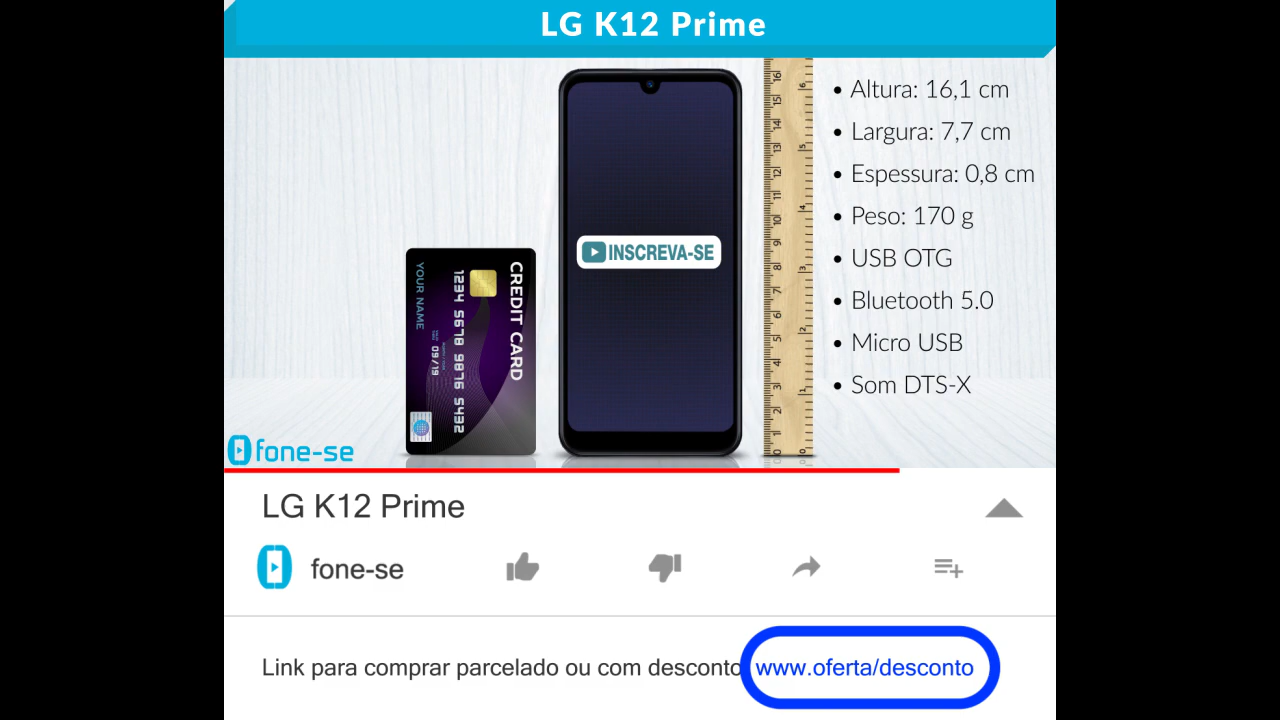 LG K12 Prime
Altura: 16,1 cm
Largura: 7,7 cm
Espessura: 0,8 cm
Peso: 170 g
USB OTG
Bluetooth 5.0
Micro USB
Som DTS-X
INSCREVA-SE
CREDIT CARD
1234 5678 9876 5432
09/19
YOUR NAME
fone-se
LG K12 Prime
fone-se
Link para comprar parcelado ou com desconto www.oferta/desconto